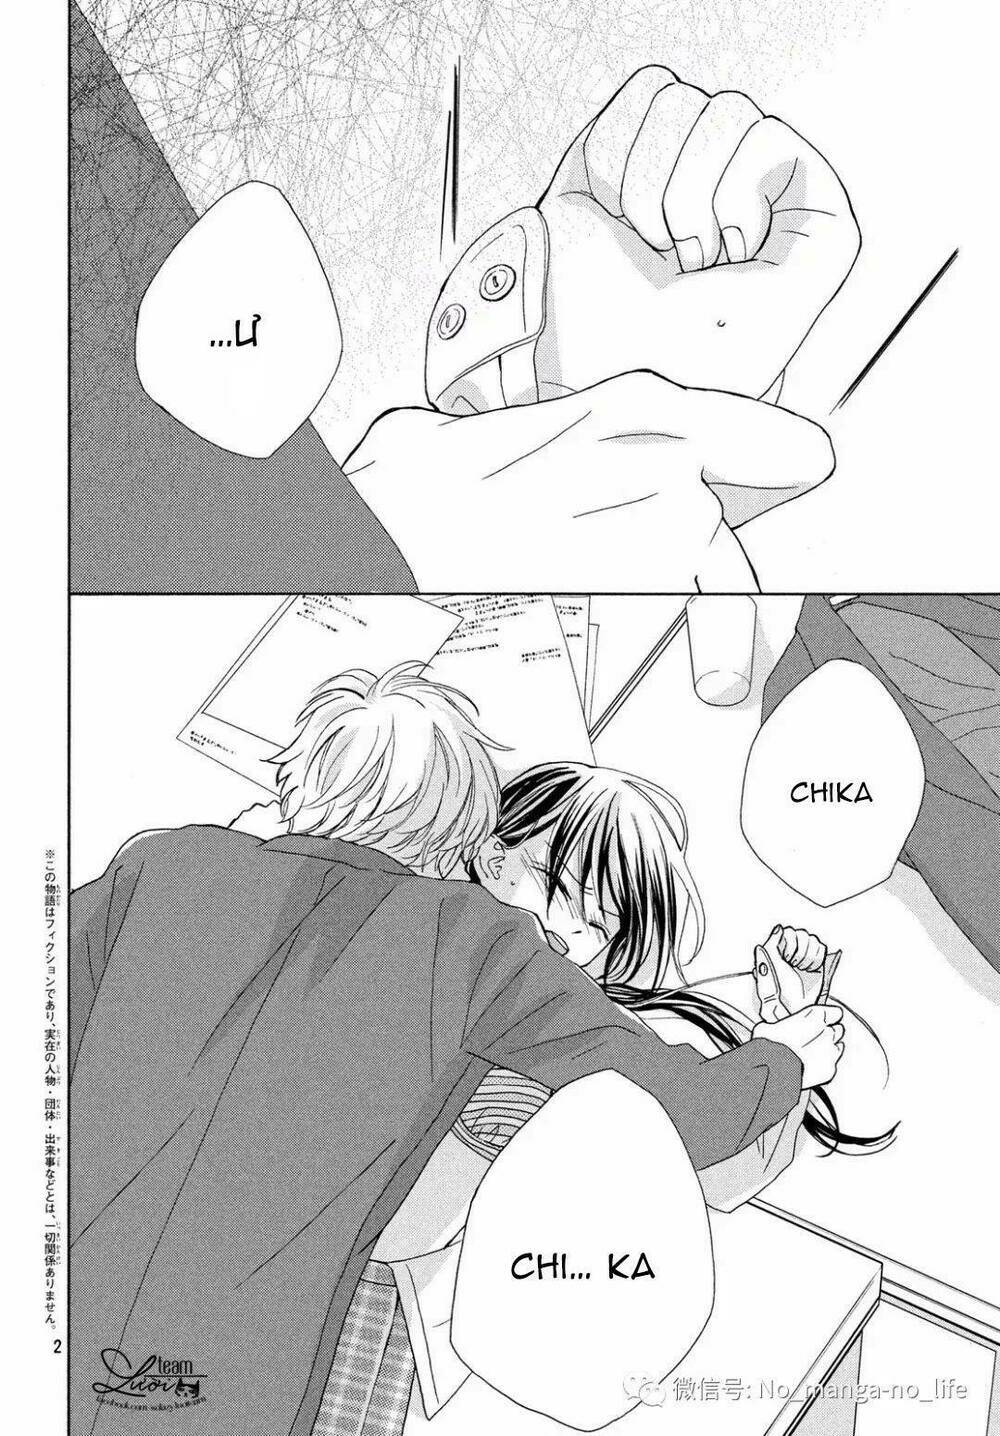 ...Ư
CHIKA
CHI... KA
※この物語はフィクションであり、実在の人物・団体・出来事などとは、一切関係ありません。
2
team
Lười
微信号: No_manga-no_life